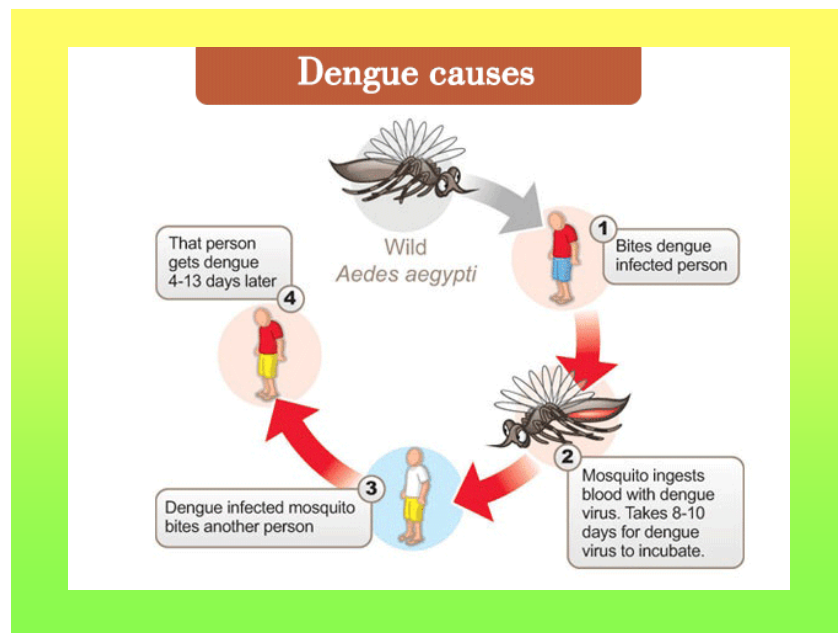 Dengue causes
Wild
Aedes aegypti
1
Bites dengue
infected person
2
Mosquito ingests
blood with dengue
virus. Takes 8-10
days for dengue
virus to incubate.
3
Dengue infected mosquito
bites another person
4
That person
gets dengue
4-13 days later